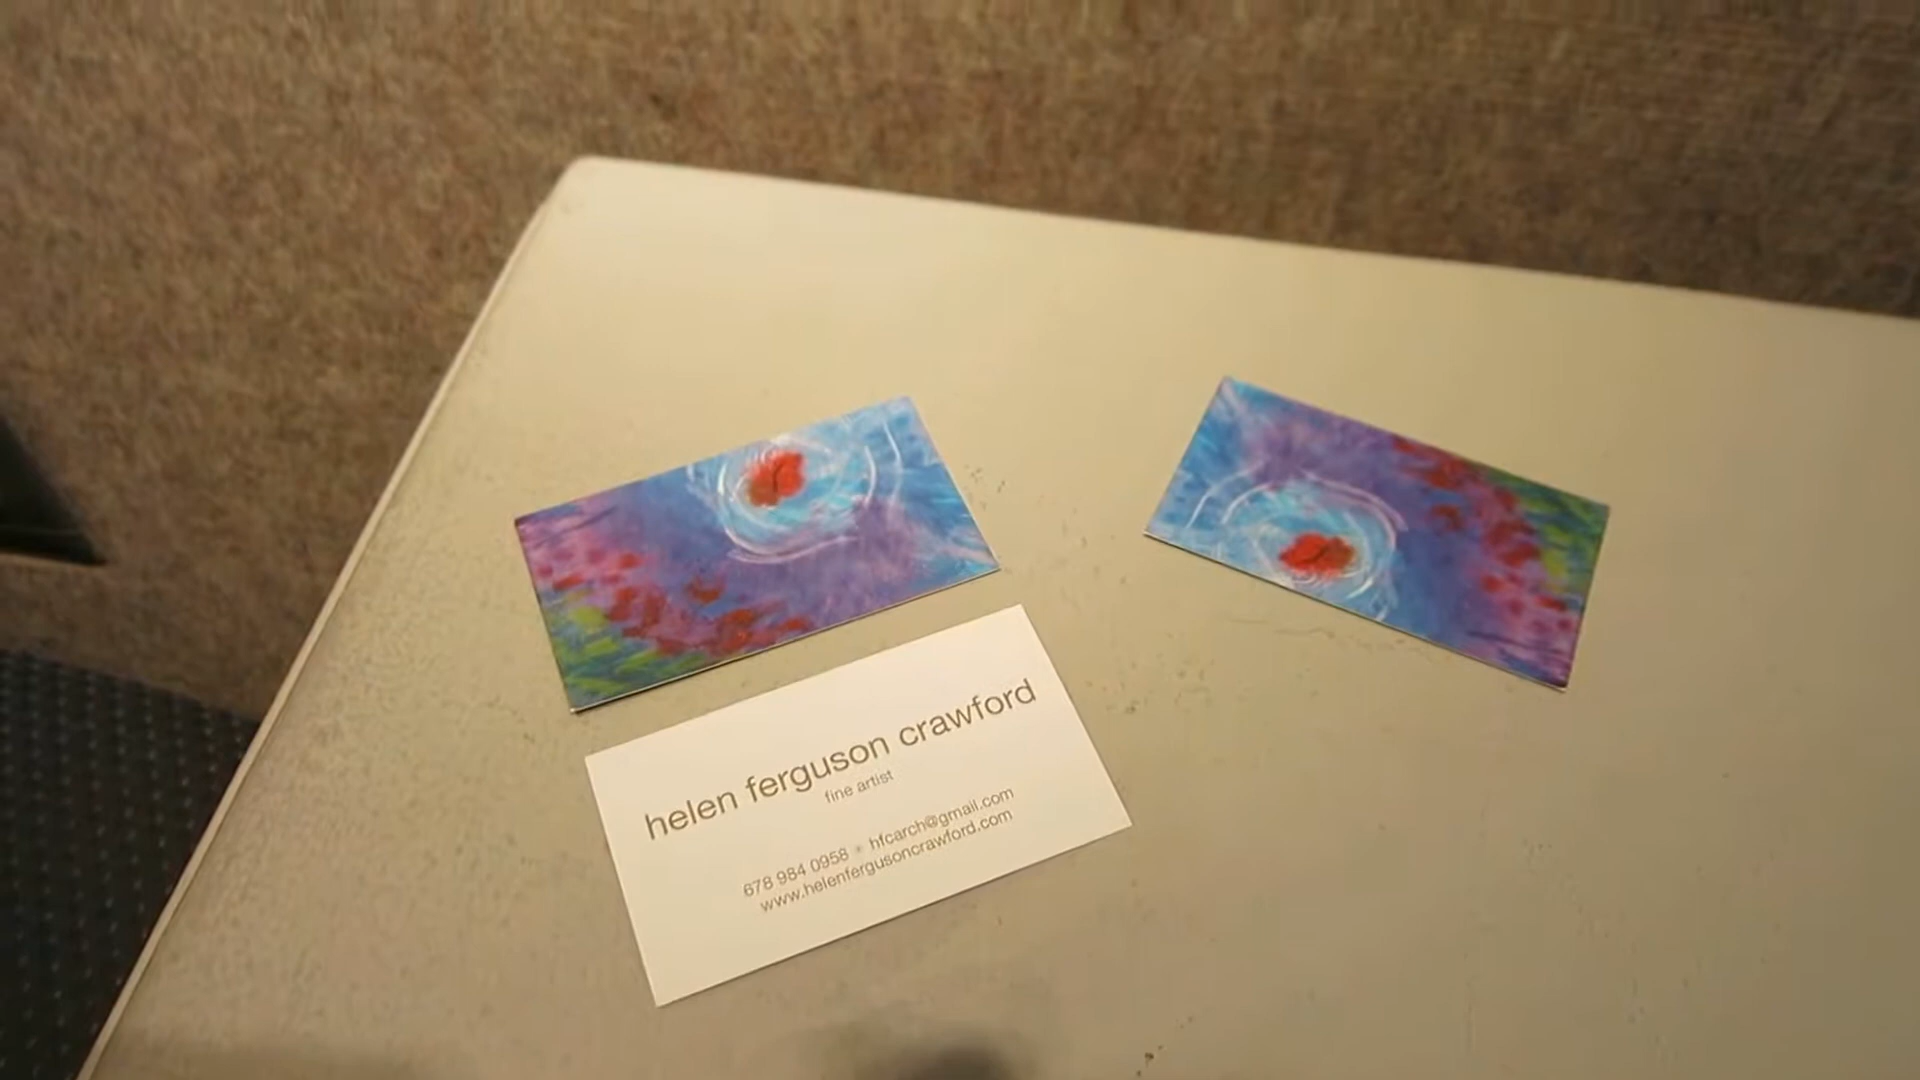 helen ferguson crawford
fine artist
678 984 0958 • hfcarch@gmail.com
www.helenfergusoncrawford.com